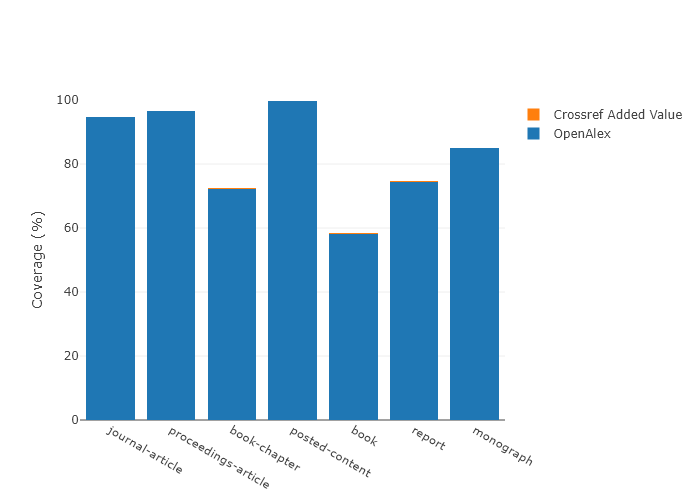 Crossref Added Value
OpenAlex
Coverage (%)
100
80
60
40
20
0
journal-article
proceedings-article
book-chapter
posted-content
book
report
monograph